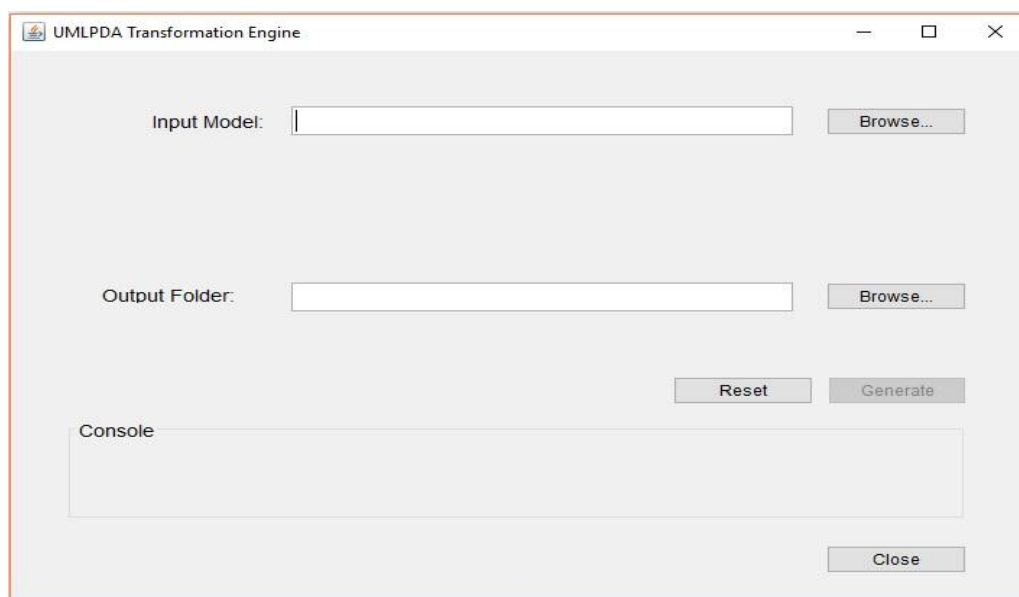 UMLPDA Transformation Engine
Input Model:
Browse...
Output Folder:
Browse...
Reset
Generate
Console
Close